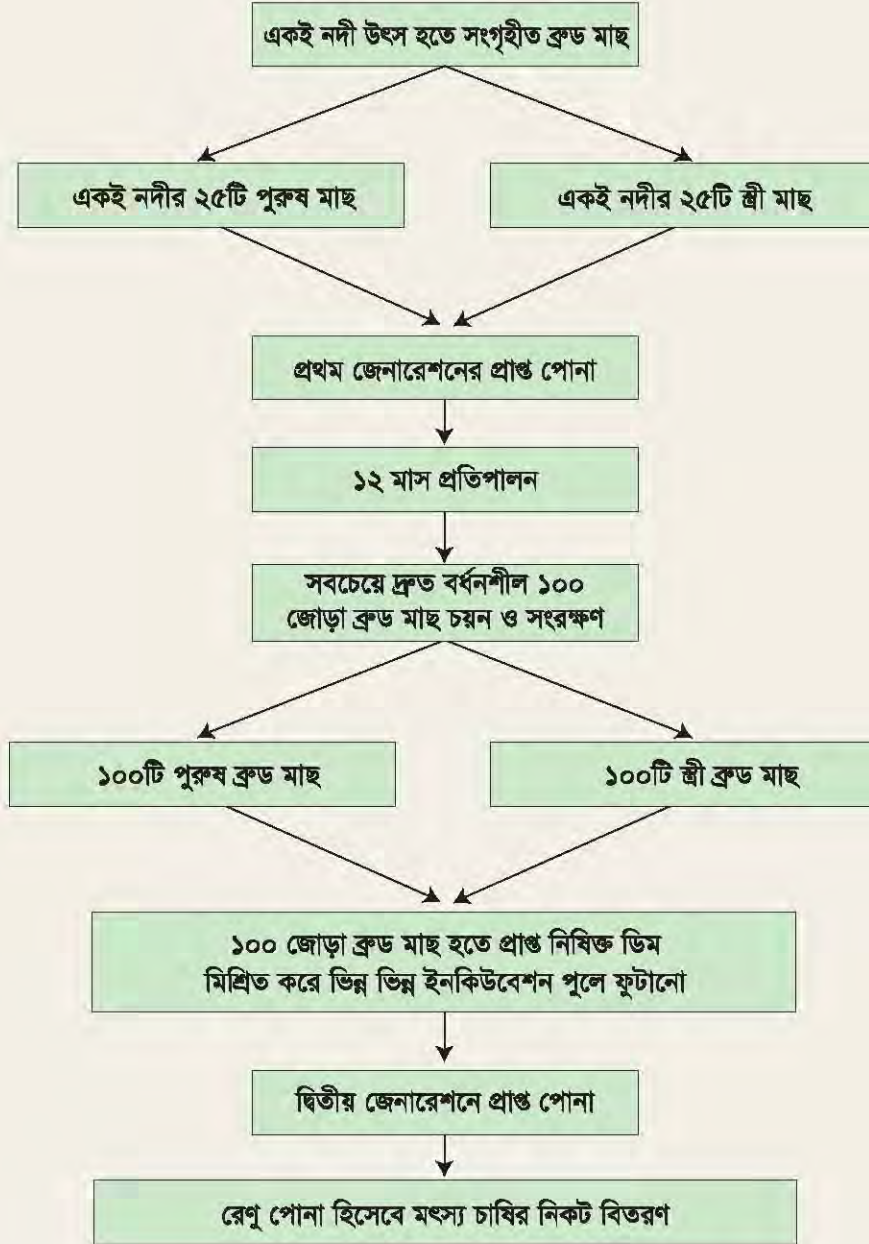 একই নদী উৎস হতে সংগৃহীত ব্রুড মাছ
একই নদীর ২৫টি পুরুষ মাছ
একই নদীর ২৫টি স্ত্রী মাছ
প্রথম জেনারেশনের প্রাপ্ত পোনা
১২ মাস প্রতিপালন
সবচেয়ে দ্রুত বর্ধনশীল ১০০
জোড়া ব্রুড মাছ চয়ন ও সংরক্ষণ
১০০টি পুরুষ ব্রুড মাছ
১০০টি স্ত্রী ব্রুড মাছ
১০০ জোড়া ব্রুড মাছ হতে প্রাপ্ত নিষিক্ত ডিম
মিশ্রিত করে ভিন্ন ভিন্ন ইনকিউবেশন পুলে ফুটানো
দ্বিতীয় জেনারেশনে প্রাপ্ত পোনা
রেণু পোনা হিসেবে মৎস্য চাষির নিকট বিতরণ